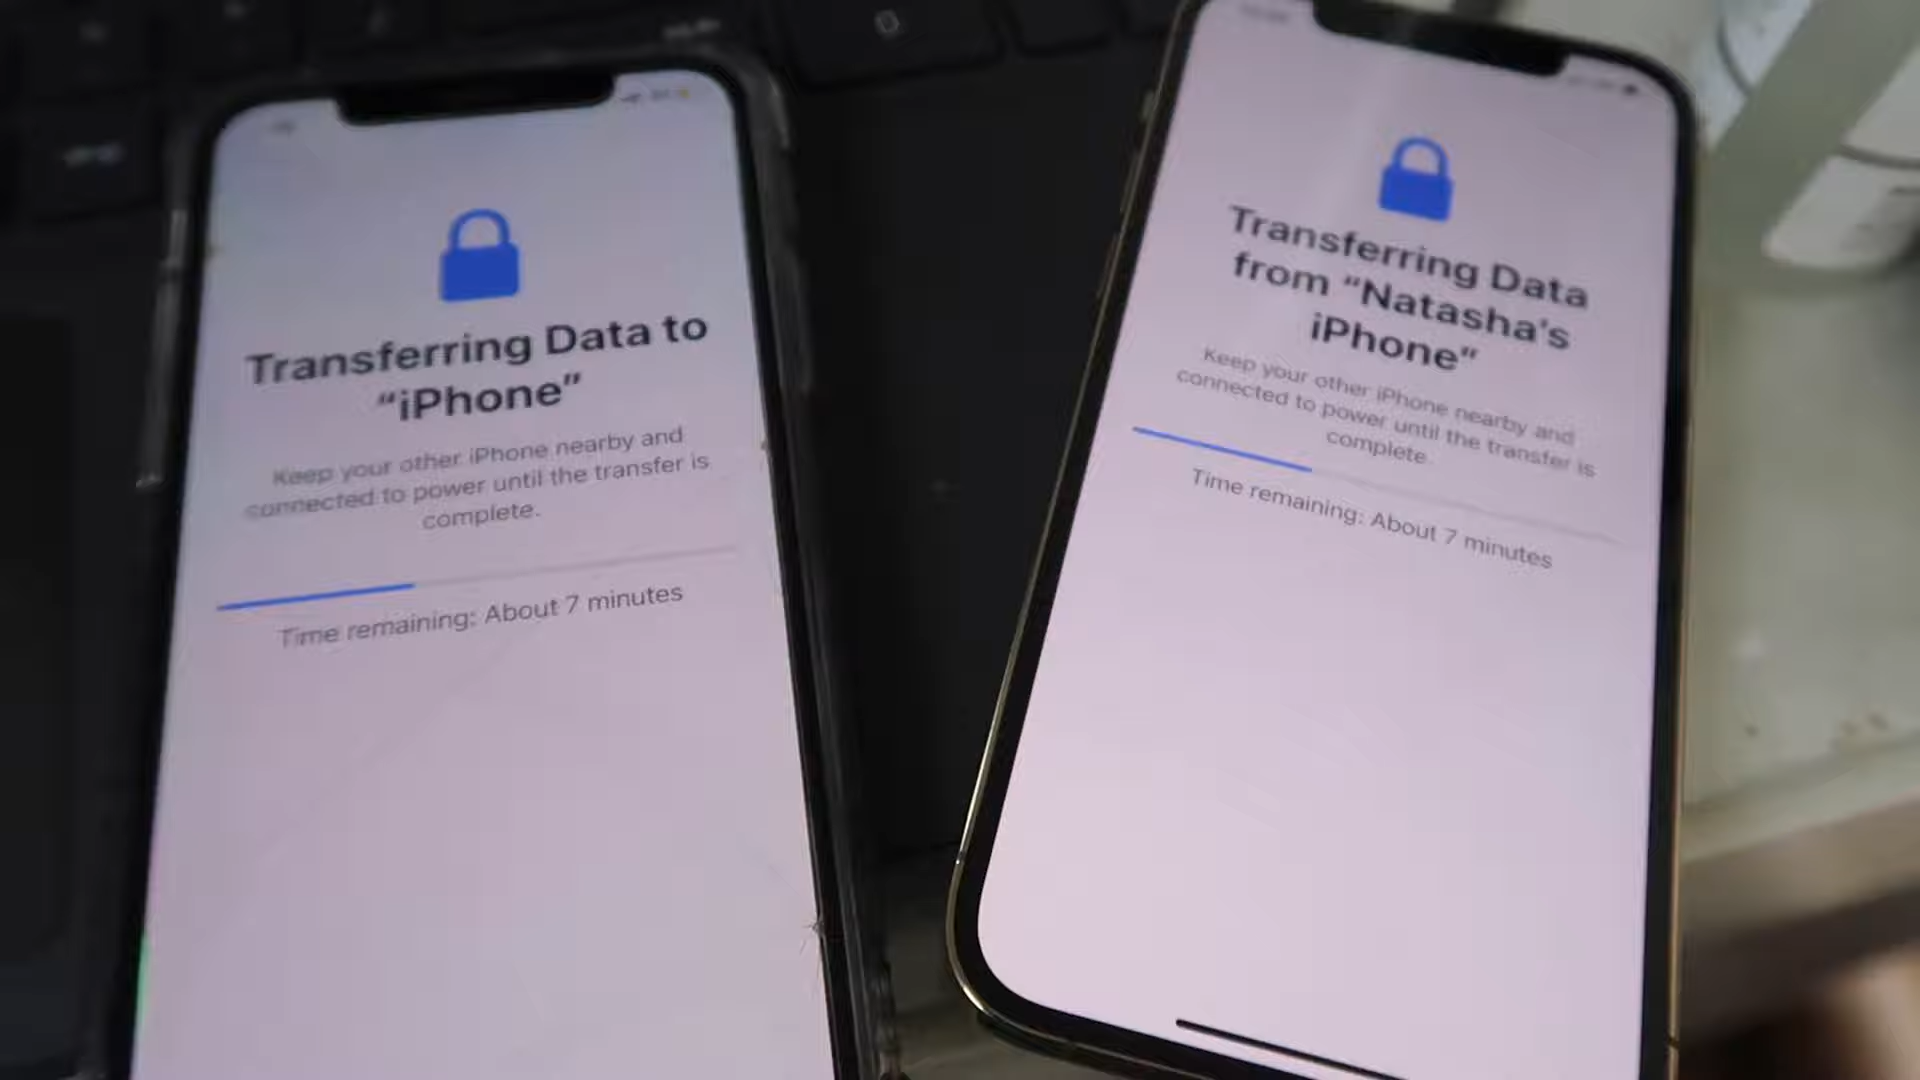 Transferring Data to
“iPhone”
Keep your other iPhone nearby and
connected to power until the transfer is
complete.
Time remaining: About 7 minutes
Transferring Data
from “Natasha's
iPhone”
Keep your other iPhone nearby and
connected to power until the transfer is
complete.
Time remaining: About 7 minutes